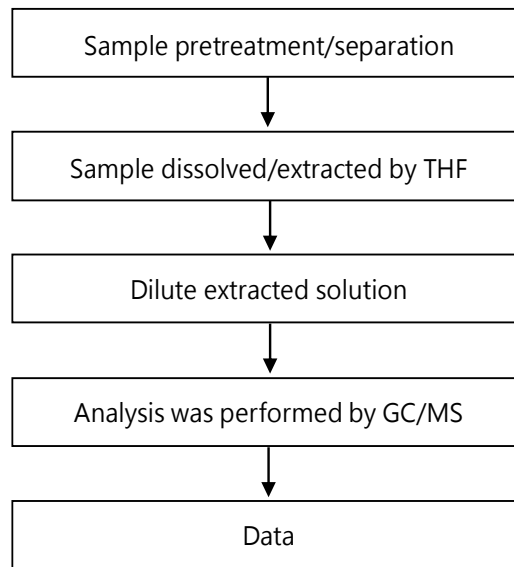 Sample pretreatment/separation
Sample dissolved/extracted by THF
Dilute extracted solution
Analysis was performed by GC/MS
Data